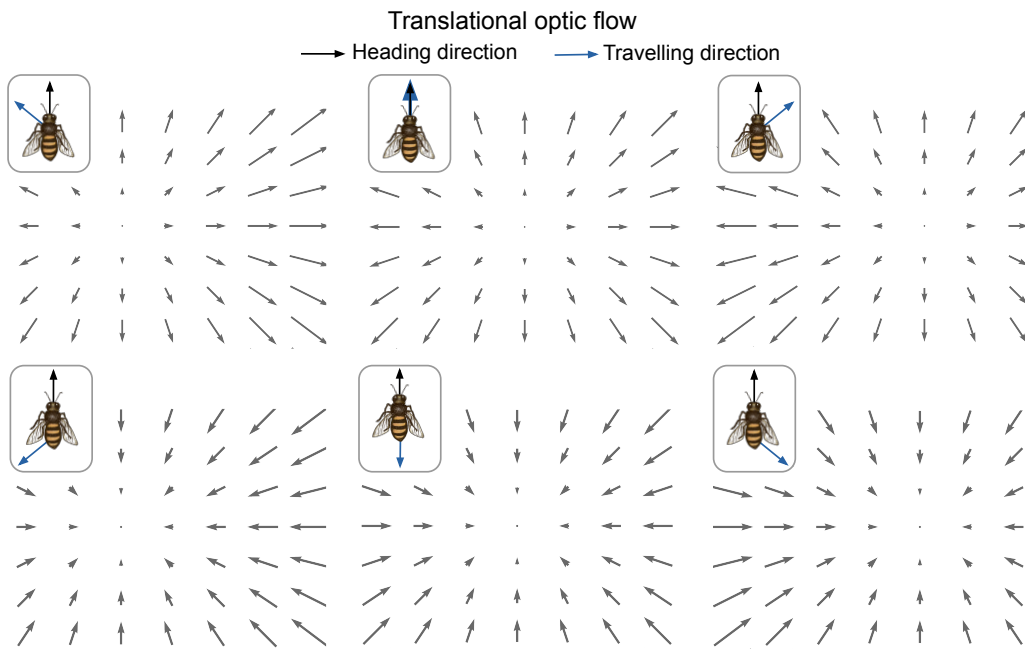 Translational optic flow
Heading direction
Travelling direction